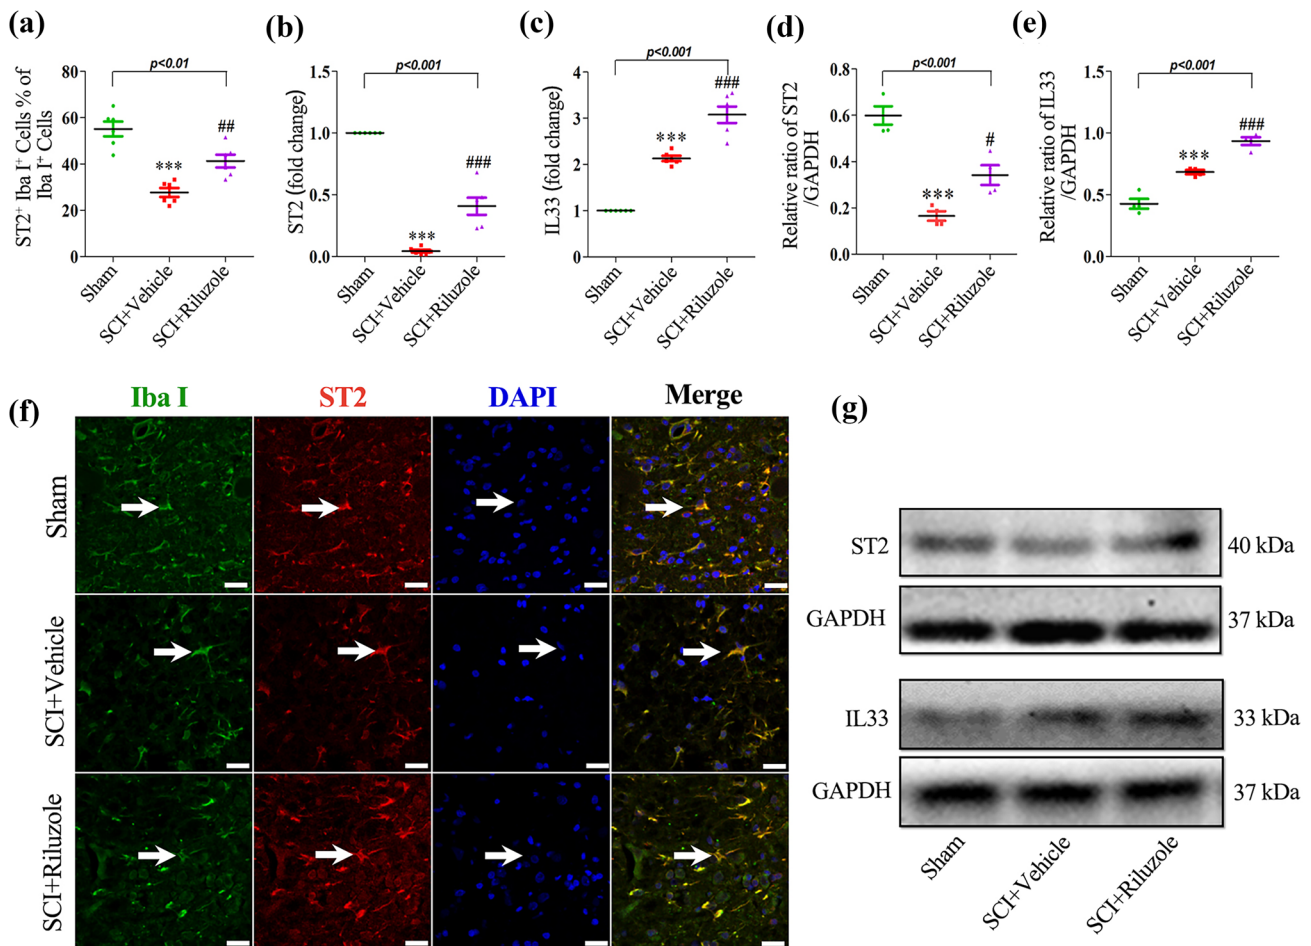 (a)
p<0.01
ST2⁺ Iba I⁺ Cells % of
Iba I⁺ Cells
80
60
40
20
0
***
##
Sham
SCI+Vehicle
SCI+Riluzole
(b)
p<0.001
ST2 (fold change)
1.5
1.0
0.5
0.0
***
###
Sham
SCI+Vehicle
SCI+Riluzole
(c)
p<0.001
IL33 (fold change)
4
3
2
1
0
***
###
Sham
SCI+Vehicle
SCI+Riluzole
(d)
p<0.001
Relative ratio of ST2
/GAPDH
0.8
0.6
0.4
0.2
0.0
***
#
Sham
SCI+Vehicle
SCI+Riluzole
(e)
p<0.001
Relative ratio of IL33
/GAPDH
1.5
1.0
0.5
0.0
***
###
Sham
SCI+Vehicle
SCI+Riluzole
(f)
Iba I ST2 DAPI Merge
Sham
SCI+Vehicle
SCI+Riluzole
(g)
ST2 40 kDa
GAPDH 37 kDa
IL33 33 kDa
GAPDH 37 kDa
Sham
SCI+Vehicle
SCI+Riluzole